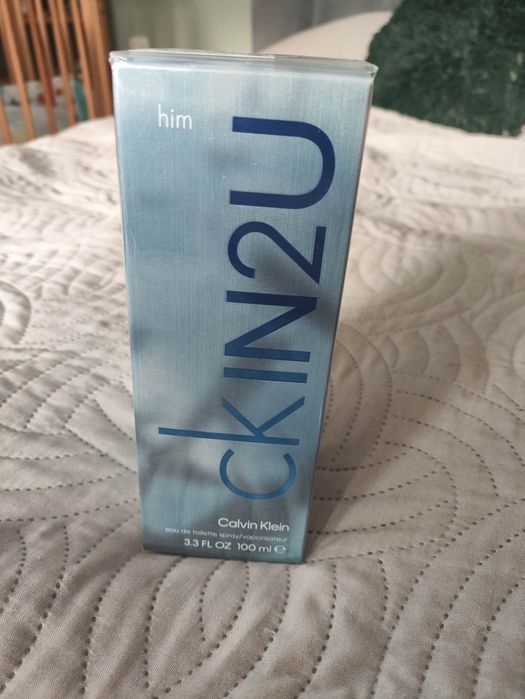 him
ckIN2U
Calvin Klein
eau de toilette spray/vaporisateur
3.3 FL OZ 100 ml ℮